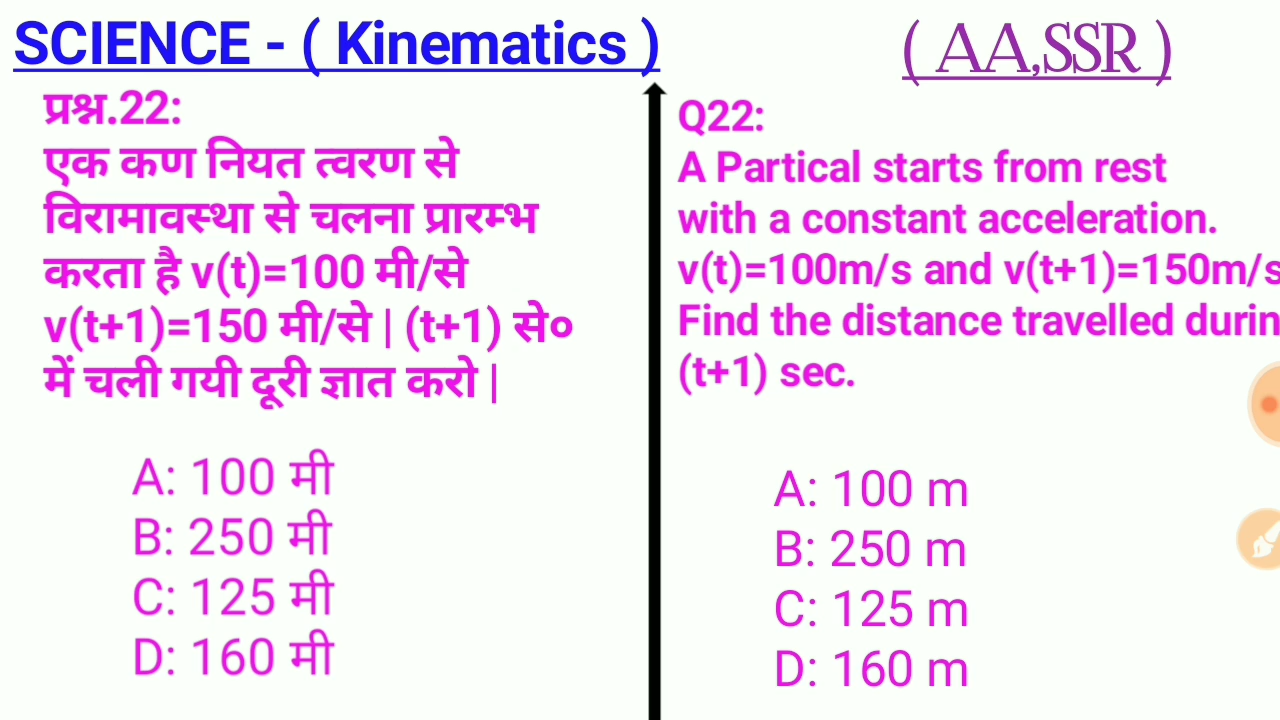 SCIENCE - ( Kinematics )
( AA,SSR )
प्रश्न.22:
एक कण नियत त्वरण से
विरामावस्था से चलना प्रारम्भ
करता है v(t)=100 मी/से
v(t+1)=150 मी/से | (t+1) से०
में चली गयी दूरी ज्ञात करो |
A: 100 मी
B: 250 मी
C: 125 मी
D: 160 मी
Q22:
A Partical starts from rest
with a constant acceleration.
v(t)=100m/s and v(t+1)=150m/s
Find the distance travelled durin
(t+1) sec.
A: 100 m
B: 250 m
C: 125 m
D: 160 m